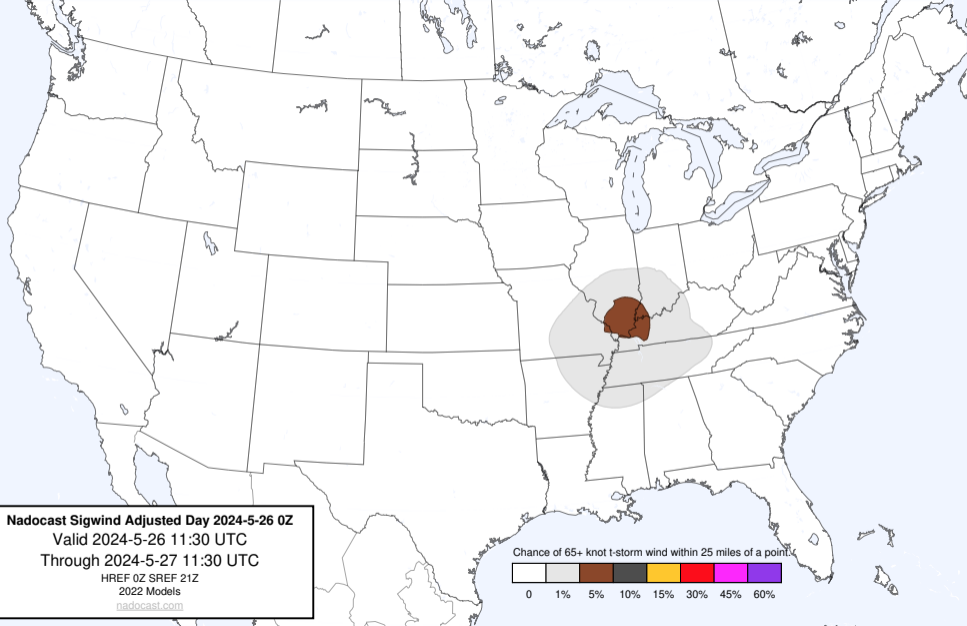 Nadocast Sigwind Adjusted Day 2024-5-26 0Z
Valid 2024-5-26 11:30 UTC
Through 2024-5-27 11:30 UTC
HREF 0Z SREF 21Z
2022 Models
nadocast.com
Chance of 65+ knot t-storm wind within 25 miles of a point.
0 1% 5% 10% 15% 30% 45% 60%